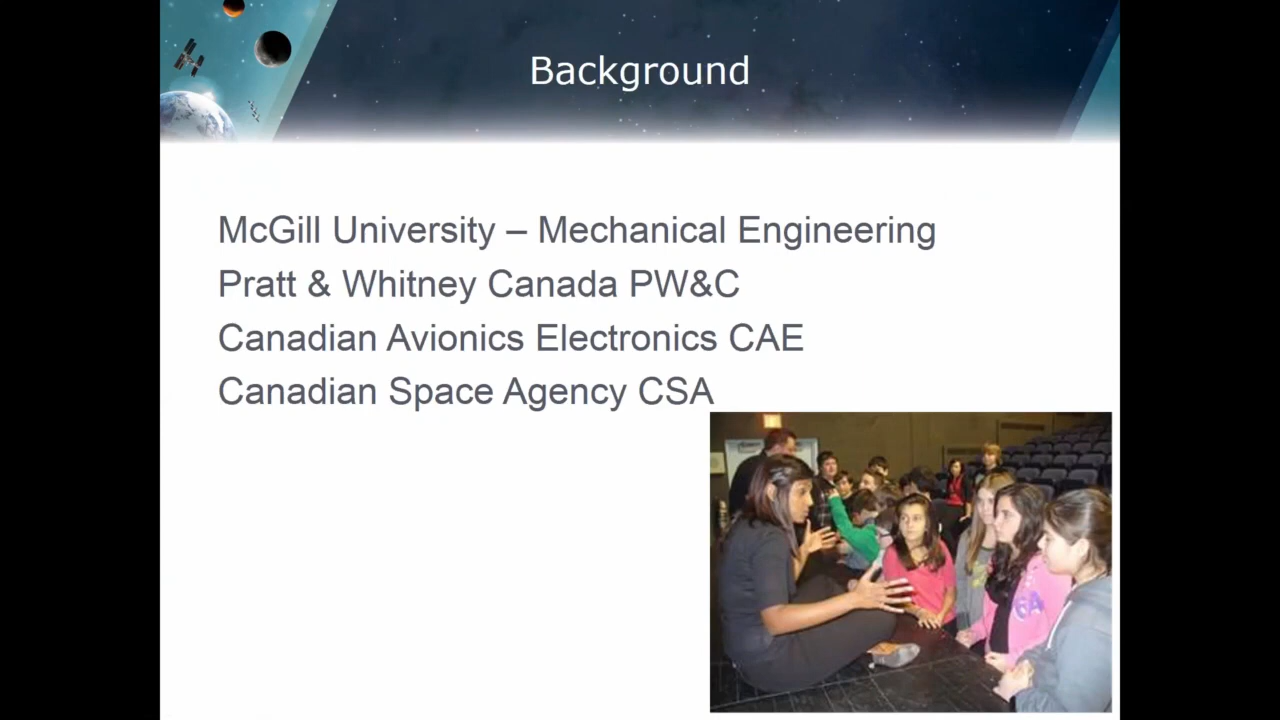 Background
McGill University – Mechanical Engineering
Pratt & Whitney Canada PW&C
Canadian Avionics Electronics CAE
Canadian Space Agency CSA